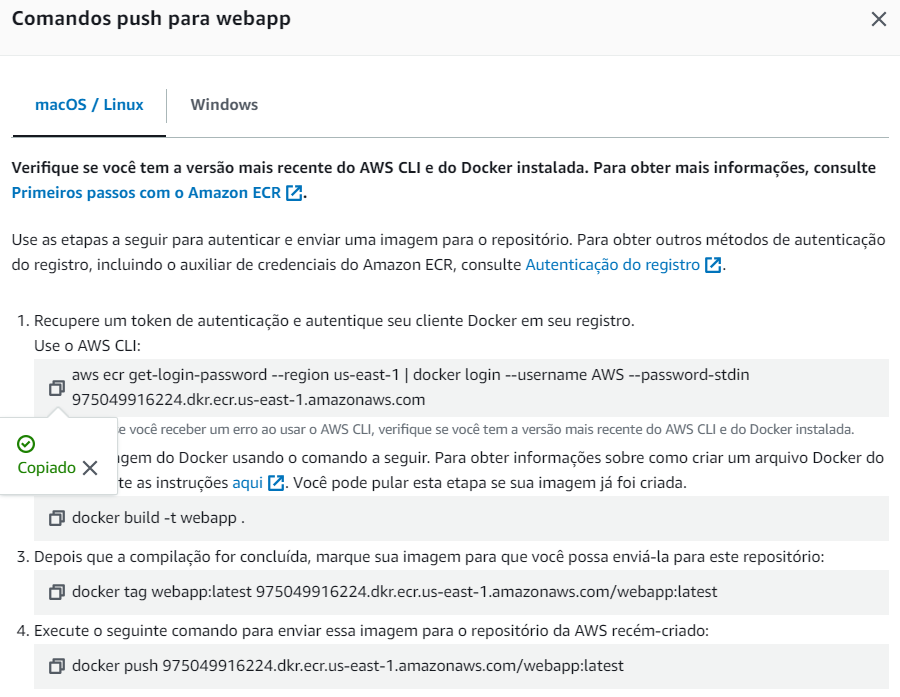 Comandos push para webapp
macOS / Linux
Windows
Verifique se você tem a versão mais recente do AWS CLI e do Docker instalada. Para obter mais informações, consulte
Primeiros passos com o Amazon ECR.
Use as etapas a seguir para autenticar e enviar uma imagem para o repositório. Para obter outros métodos de autenticação
do registro, incluindo o auxiliar de credenciais do Amazon ECR, consulte Autenticação do registro.
1. Recupere um token de autenticação e autentique seu cliente Docker em seu registro.
Use o AWS CLI:
aws ecr get-login-password --region us-east-1 | docker login --username AWS --password-stdin
975049916224.dkr.ecr.us-east-1.amazonaws.com
e você receber um erro ao usar o AWS CLI, verifique se você tem a versão mais recente do AWS CLI e do Docker instalada.
Copiado
gem do Docker usando o comando a seguir. Para obter informações sobre como criar um arquivo Docker do
te as instruções aqui. Você pode pular esta etapa se sua imagem já foi criada.
docker build -t webapp .
3. Depois que a compilação for concluída, marque sua imagem para que você possa enviá-la para este repositório:
docker tag webapp:latest 975049916224.dkr.ecr.us-east-1.amazonaws.com/webapp:latest
4. Execute o seguinte comando para enviar essa imagem para o repositório da AWS recém-criado:
docker push 975049916224.dkr.ecr.us-east-1.amazonaws.com/webapp:latest